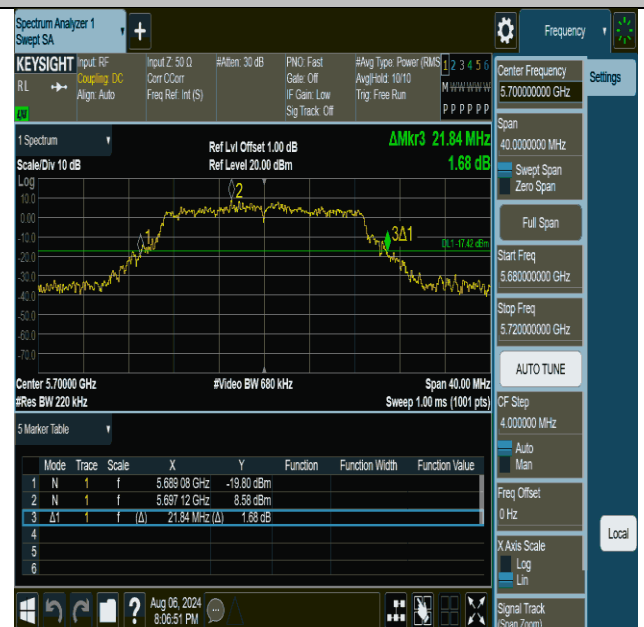 Spectrum Analyzer 1
Swept SA
+
Frequency
KEYSIGHT Input: RF Input Z: 50 Ω #Atten: 30 dB PNO: Fast #Avg Type: Power (RMS 1 2 3 4 5 6
RL Coupling: DC Corr CCorr Gate: Off Avg|Hold: 10/10 M W W W W W
Align: Auto Freq Ref: Int (S) IF Gain: Low Trig: Free Run
Sig Track: Off P P P P P P
LXI
1 Spectrum
Ref Lvl Offset 1.00 dB ΔMkr3 21.84 MHz
Scale/Div 10 dB Ref Level 20.00 dBm 1.68 dB
Log
10.0
0.00
-10.0
-20.0
-30.0
-40.0
-50.0
-60.0
-70.0
1
2
3Δ1
DL1 -17.42 dBm
Center 5.70000 GHz #Video BW 680 kHz Span 40.00 MHz
#Res BW 220 kHz Sweep 1.00 ms (1001 pts)
5 Marker Table
Mode Trace Scale X Y Function Function Width Function Value
1 N 1 f 5.689 08 GHz -19.80 dBm
2 N 1 f 5.697 12 GHz 8.58 dBm
3 Δ1 1 f (Δ) 21.84 MHz (Δ) 1.68 dB
4
5
6
Aug 06, 2024
8:06:51 PM
?
Center Frequency
5.700000000 GHz
Settings
Span
40.0000000 MHz
Swept Span
Zero Span
Full Span
Start Freq
5.680000000 GHz
Stop Freq
5.720000000 GHz
AUTO TUNE
CF Step
4.000000 MHz
Auto
Man
Freq Offset
0 Hz
X Axis Scale
Log
Lin
Local
Signal Track
(Span Zoom)